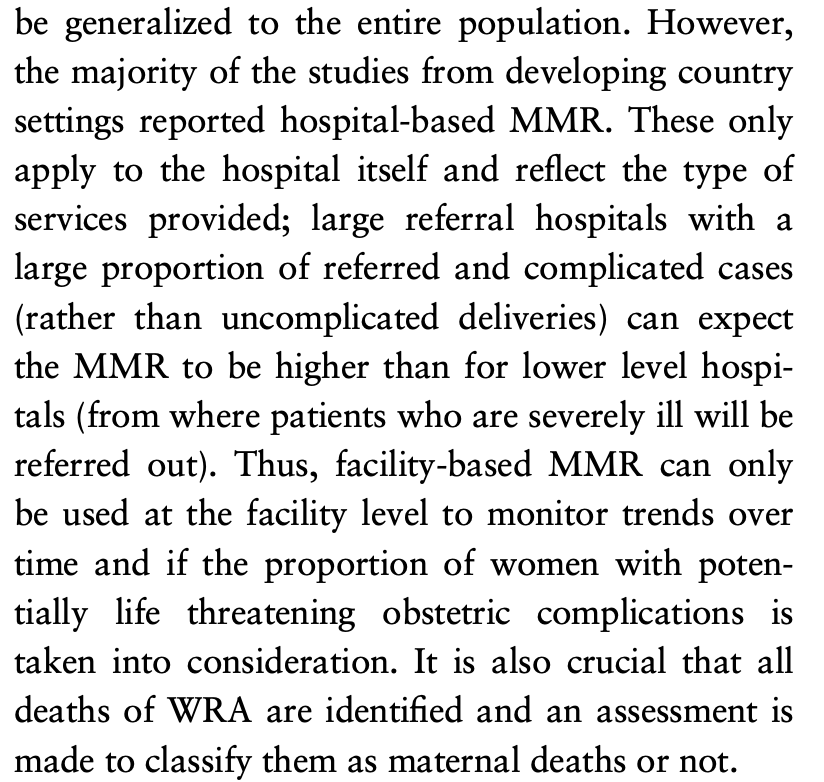 be generalized to the entire population. However,
the majority of the studies from developing country
settings reported hospital-based MMR. These only
apply to the hospital itself and reflect the type of
services provided; large referral hospitals with a
large proportion of referred and complicated cases
(rather than uncomplicated deliveries) can expect
the MMR to be higher than for lower level hospi-
tals (from where patients who are severely ill will be
referred out). Thus, facility-based MMR can only
be used at the facility level to monitor trends over
time and if the proportion of women with poten-
tially life threatening obstetric complications is
taken into consideration. It is also crucial that all
deaths of WRA are identified and an assessment is
made to classify them as maternal deaths or not.